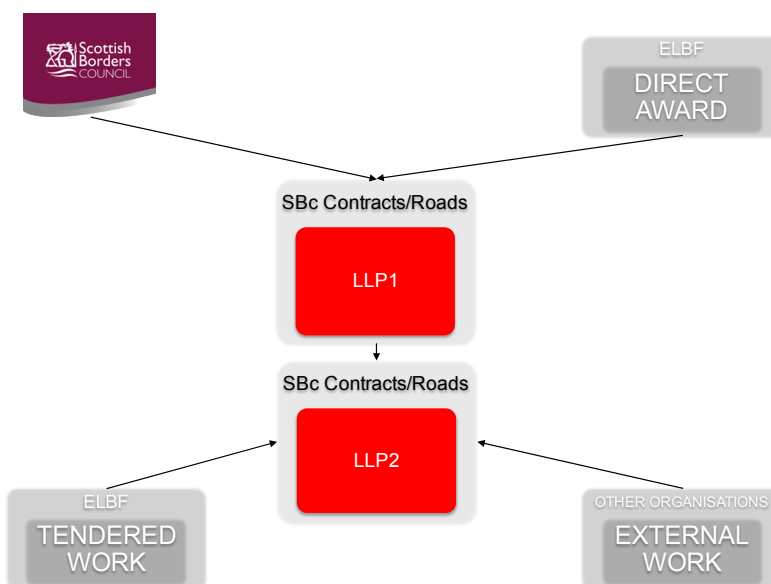 Scottish
Borders
COUNCIL
ELBF
DIRECT
AWARD
SBc Contracts/Roads
LLP1
SBc Contracts/Roads
LLP2
ELBF
TENDERED
WORK
OTHER ORGANISATIONS
EXTERNAL
WORK